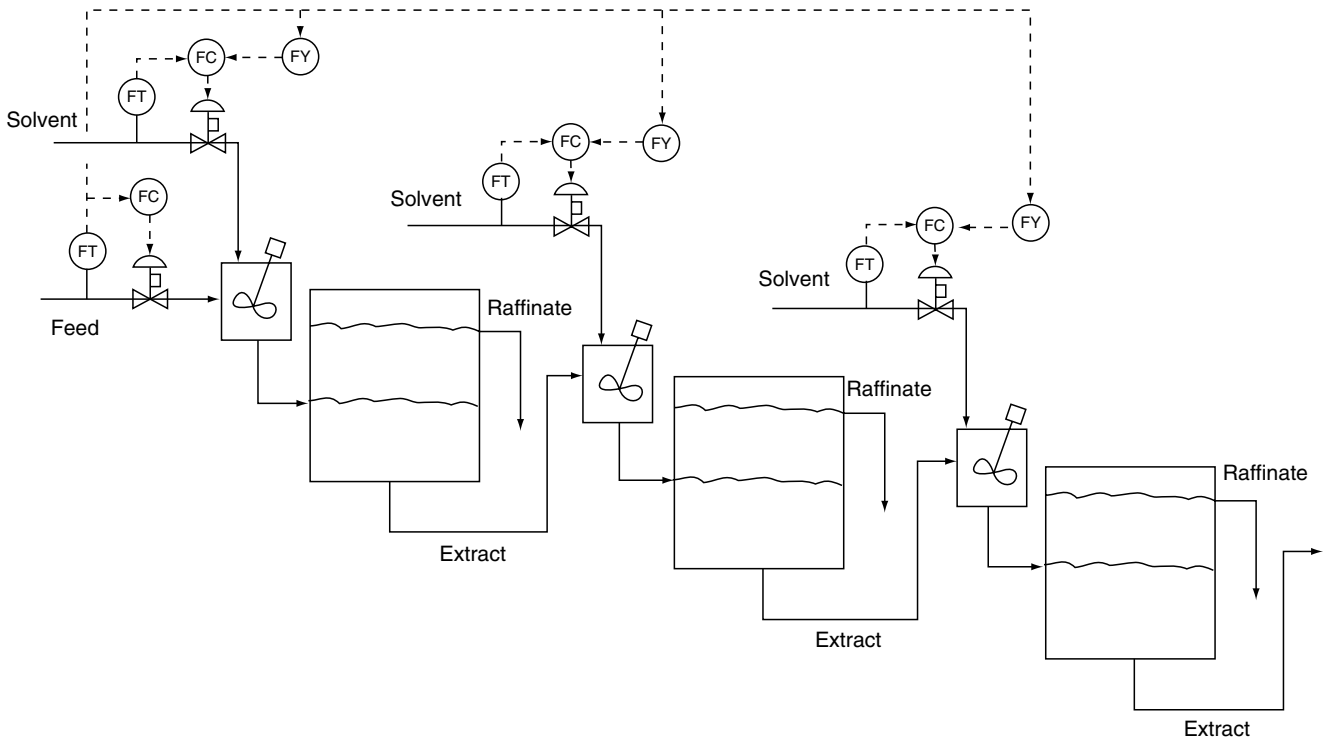 FC
FY
FT
Solvent
FC
FY
FC
FT
Solvent
FC
FY
FT
FT
Solvent
Raffinate
Feed
Raffinate
Raffinate
Extract
Extract
Extract